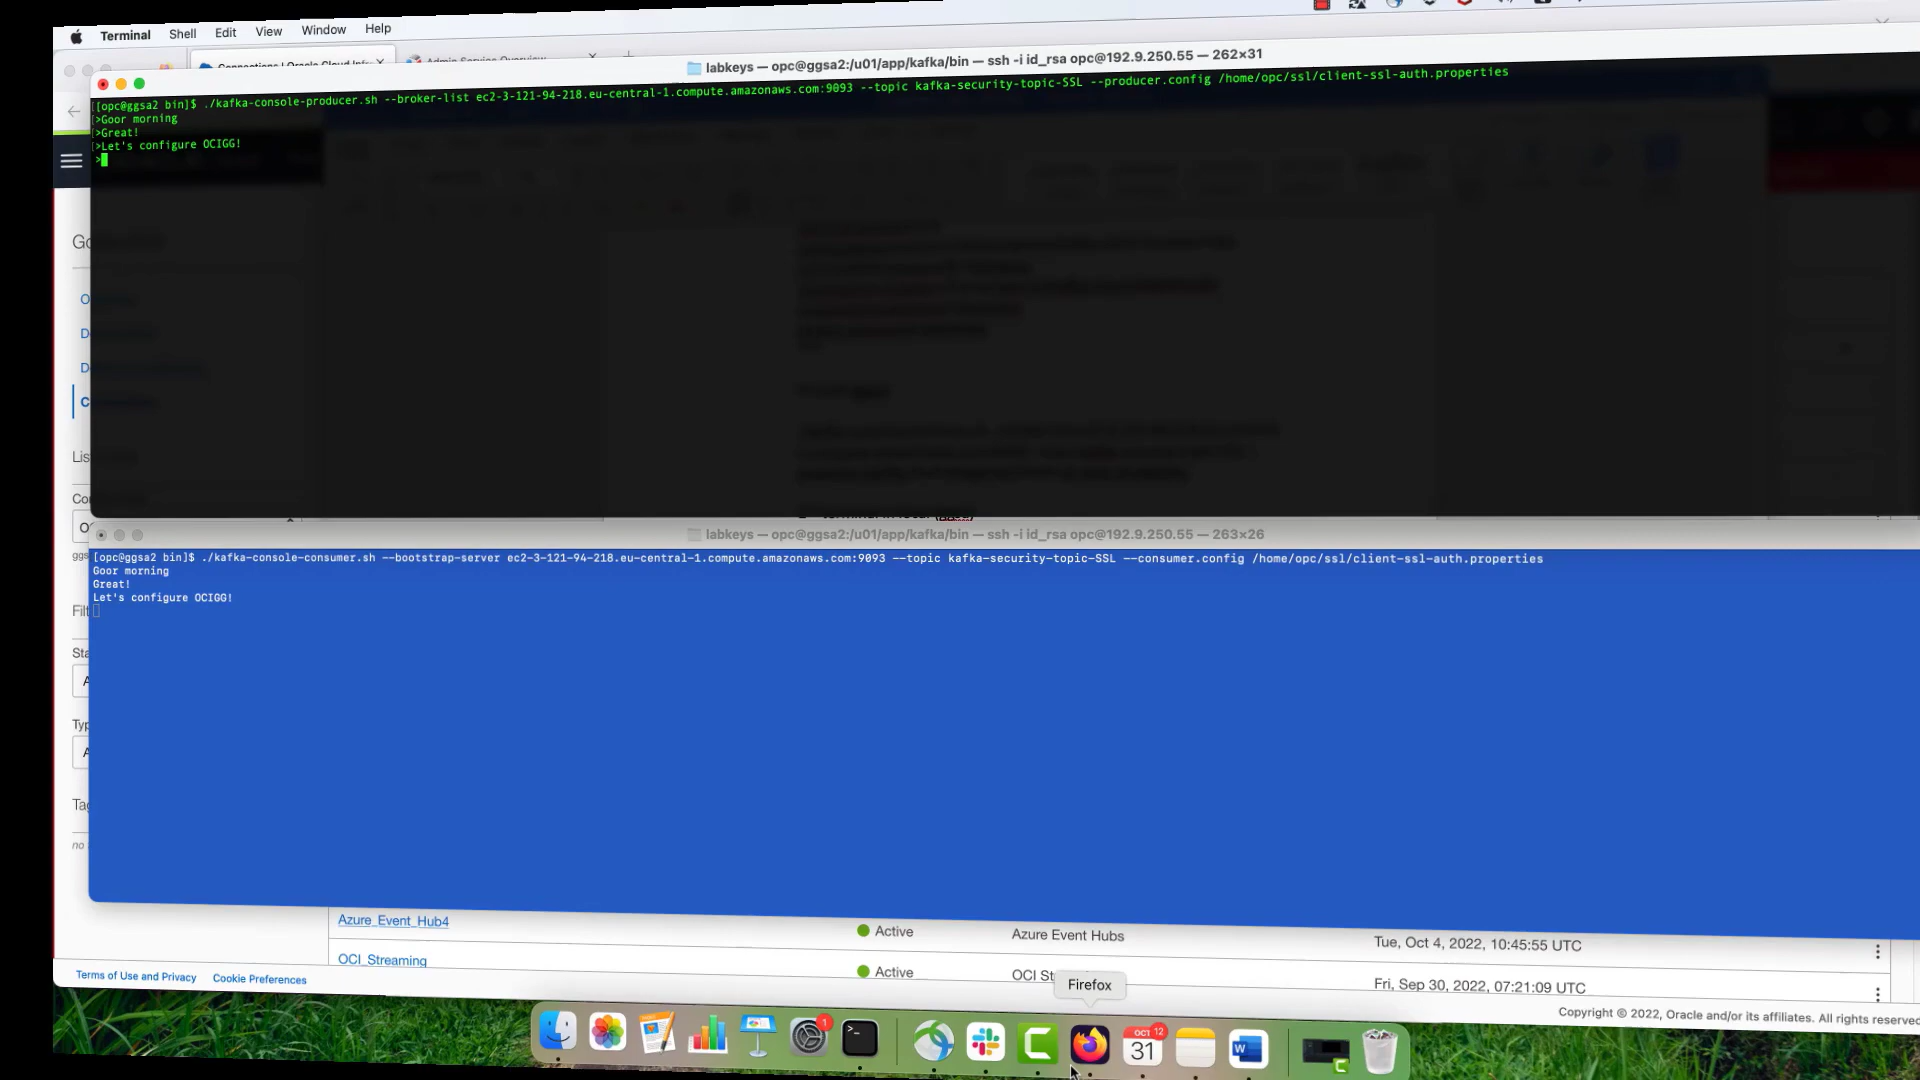 Terminal Shell Edit View Window Help
labkeys — opc@ggsa2:/u01/app/kafka/bin — ssh -i id_rsa opc@192.9.250.55 — 262×31
[[opc@ggsa2 bin]$ ./kafka-console-producer.sh --broker-list ec2-3-121-94-218.eu-central-1.compute.amazonaws.com:9093 --topic kafka-security-topic-SSL --producer.config /home/opc/ssl/client-ssl-auth.properties
[>Goor morning
[>Great!
[>Let's configure OCIGG!
>
labkeys — opc@ggsa2:/u01/app/kafka/bin — ssh -i id_rsa opc@192.9.250.55 — 263×26
[opc@ggsa2 bin]$ ./kafka-console-consumer.sh --bootstrap-server ec2-3-121-94-218.eu-central-1.compute.amazonaws.com:9093 --topic kafka-security-topic-SSL --consumer.config /home/opc/ssl/client-ssl-auth.properties
Goor morning
Great!
Let's configure OCIGG!
Azure_Event_Hub4 Active Azure Event Hubs Tue, Oct 4, 2022, 10:45:55 UTC
OCI_Streaming Active OCI St Fri, Sep 30, 2022, 07:21:09 UTC
Terms of Use and Privacy Cookie Preferences
Copyright © 2022, Oracle and/or its affiliates. All rights reserved
Firefox
1
OCT 12
31
W